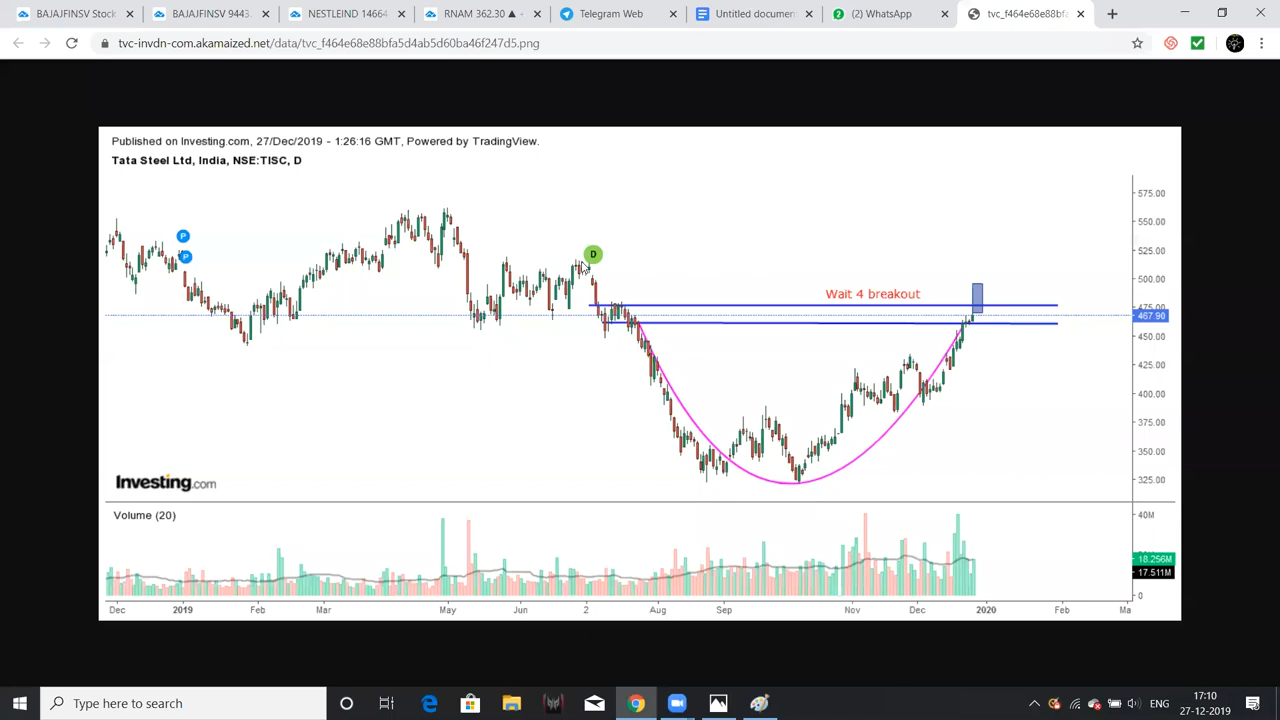 BAJAJFINSV Stock
BAJAJFINSV 9443.
NESTLEIND 14664
RMAM 362.30 ▲ +
Telegram Web
Untitled documen
(2) WhatsApp
tvc_f464e68e88bfa
tvc-invdn-com.akamaized.net/data/tvc_f464e68e88bfa5d4ab5d60ba46f247d5.png
Published on Investing.com, 27/Dec/2019 - 1:26:16 GMT, Powered by TradingView.
Tata Steel Ltd, India, NSE:TISC, D
575.00
550.00
525.00
500.00
475.00
467.90
450.00
425.00
400.00
375.00
350.00
325.00
P
P
D
Wait 4 breakout
Investing.com
Volume (20)
40M
18.256M
17.511M
0
Dec 2019 Feb Mar May Jun 2 Aug Sep Nov Dec 2020 Feb Ma
Type here to search
ENG
17:10
27-12-2019